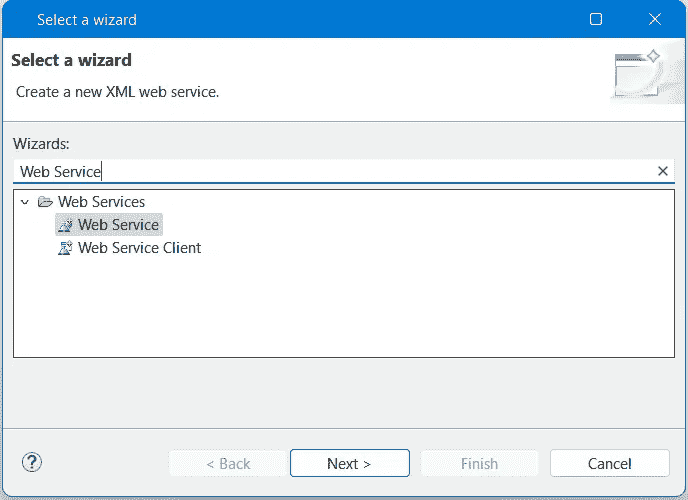 Select a wizard
Select a wizard
Create a new XML web service.
Wizards:
Web Service
Web Services
Web Service
Web Service Client
< Back Next > Finish Cancel